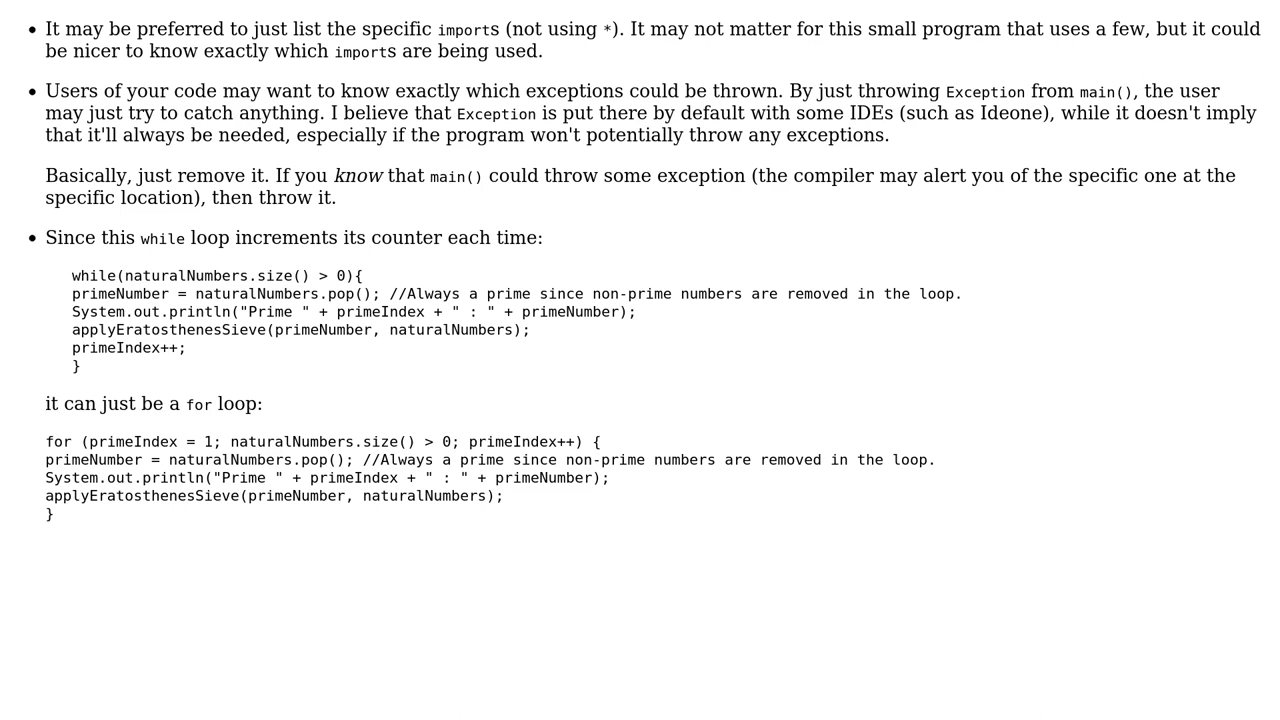 It may be preferred to just list the specific imports (not using *). It may not matter for this small program that uses a few, but it could
be nicer to know exactly which imports are being used.
Users of your code may want to know exactly which exceptions could be thrown. By just throwing Exception from main(), the user
may just try to catch anything. I believe that Exception is put there by default with some IDEs (such as Ideone), while it doesn't imply
that it'll always be needed, especially if the program won't potentially throw any exceptions.
Basically, just remove it. If you know that main() could throw some exception (the compiler may alert you of the specific one at the
specific location), then throw it.
Since this while loop increments its counter each time:
while(naturalNumbers.size() > 0){
primeNumber = naturalNumbers.pop(); //Always a prime since non-prime numbers are removed in the loop.
System.out.println("Prime " + primeIndex + " : " + primeNumber);
applyEratosthenesSieve(primeNumber, naturalNumbers);
primeIndex++;
}
it can just be a for loop:
for (primeIndex = 1; naturalNumbers.size() > 0; primeIndex++) {
primeNumber = naturalNumbers.pop(); //Always a prime since non-prime numbers are removed in the loop.
System.out.println("Prime " + primeIndex + " : " + primeNumber);
applyEratosthenesSieve(primeNumber, naturalNumbers);
}